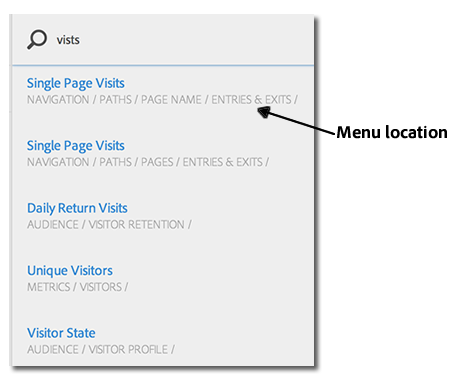 vists
Single Page Visits
NAVIGATION / PATHS / PAGE NAME / ENTRIES & EXITS /
Menu location
Single Page Visits
NAVIGATION / PATHS / PAGES / ENTRIES & EXITS /
Daily Return Visits
AUDIENCE / VISITOR RETENTION /
Unique Visitors
METRICS / VISITORS /
Visitor State
AUDIENCE / VISITOR PROFILE /